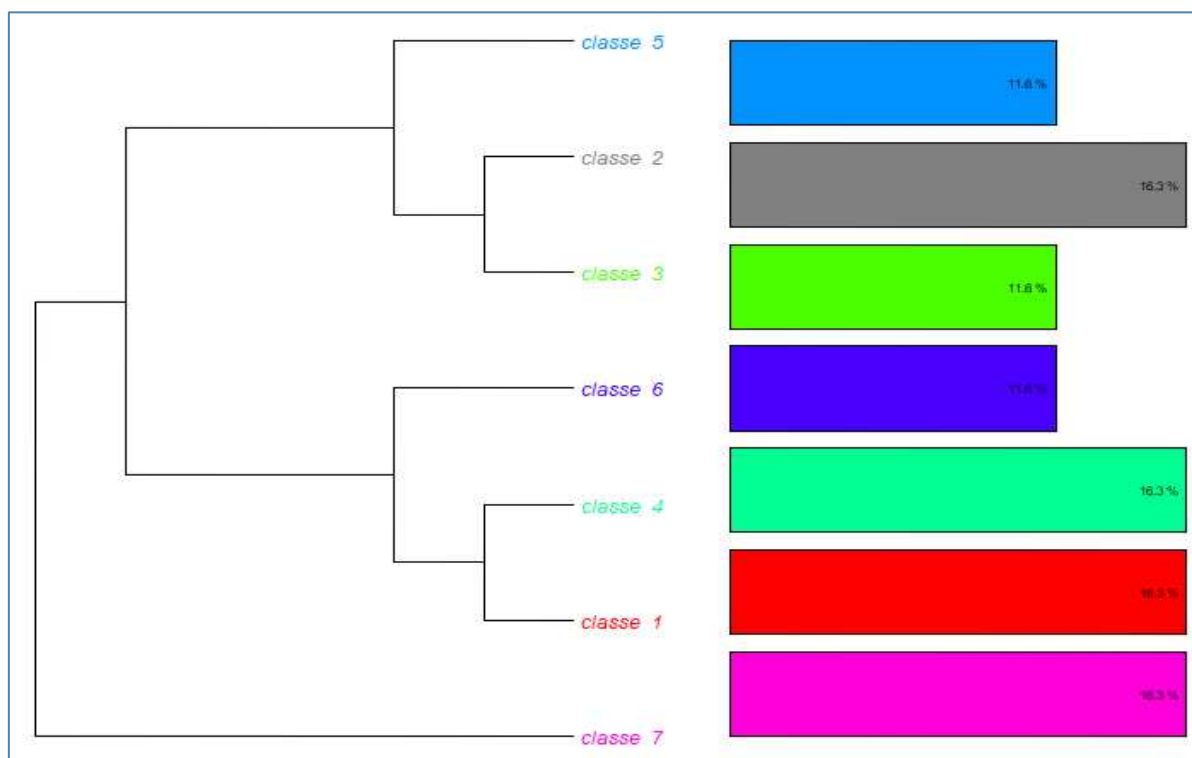 classe 5
11.6 %
classe 2
16.3 %
classe 3
11.6 %
classe 6
11.6 %
classe 4
16.3 %
classe 1
16.3 %
classe 7
16.3 %